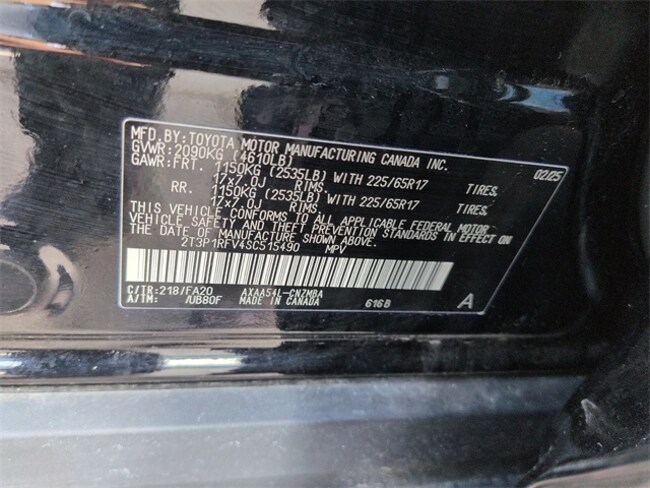 MFD.BY:TOYOTA MOTOR MANUFACTURING CANADA INC.
GVWR:2090KG (4610LB) 02/25
GAWR:FRT. 1150KG (2535LB) WITH 225/65R17 TIRES,
17x7.0J RIMS,
RR. 1150KG (2535LB) WITH 225/65R17 TIRES,
17x7.0J RIMS,
THIS VEHICLE CONFORMS TO ALL APPLICABLE FEDERAL MOTOR
VEHICLE SAFETY AND THEFT PREVENTION STANDARDS IN EFFECT ON
THE DATE OF MANUFACTURE SHOWN ABOVE.
2T3P1RFV4SC515490 MPV
C/TR:218/FA20 AXAA54L-CNZMBA
A/TM: /UB80F MADE IN CANADA 616B A